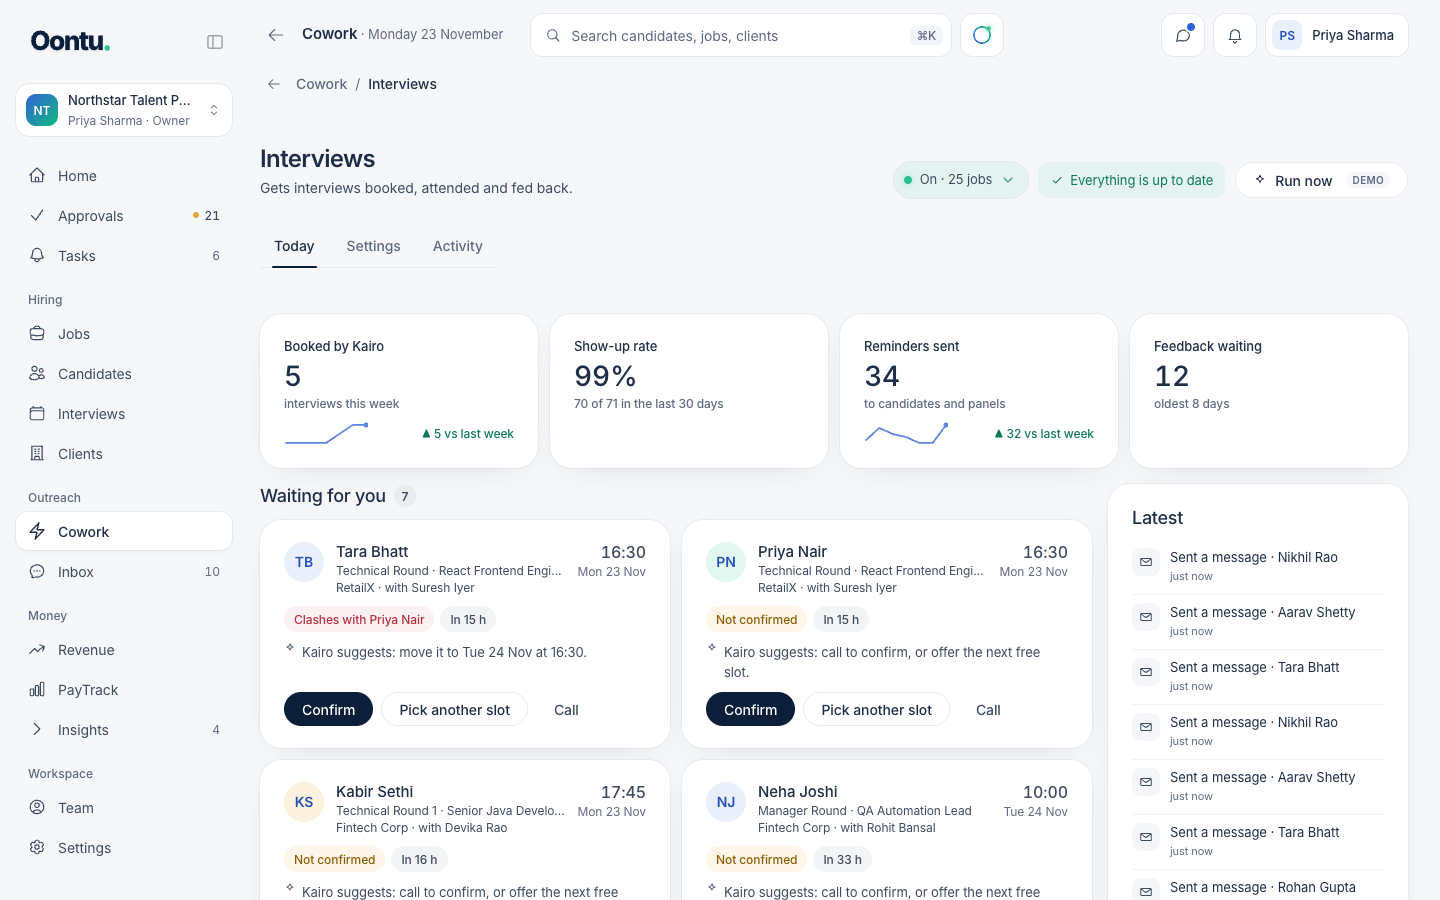 Oontu.
NT
Northstar Talent P...
Priya Sharma · Owner
Home
Approvals
21
Tasks
6
Hiring
Jobs
Candidates
Interviews
Clients
Outreach
Cowork
Inbox
10
Money
Revenue
PayTrack
Insights
4
Workspace
Team
Settings
Cowork · Monday 23 November
Search candidates, jobs, clients
⌘K
PS
Priya Sharma
Cowork / Interviews
Interviews
Gets interviews booked, attended and fed back.
On · 25 jobs
Everything is up to date
Run now
DEMO
Today
Settings
Activity
Booked by Kairo
5
interviews this week
▲ 5 vs last week
Show-up rate
99%
70 of 71 in the last 30 days
Reminders sent
34
to candidates and panels
▲ 32 vs last week
Feedback waiting
12
oldest 8 days
Waiting for you 7
TB
Tara Bhatt
16:30
Technical Round · React Frontend Engi...
Mon 23 Nov
RetailX · with Suresh Iyer
Clashes with Priya Nair
In 15 h
Kairo suggests: move it to Tue 24 Nov at 16:30.
Confirm
Pick another slot
Call
PN
Priya Nair
16:30
Technical Round · React Frontend Engi...
Mon 23 Nov
RetailX · with Suresh Iyer
Not confirmed
In 15 h
Kairo suggests: call to confirm, or offer the next free
slot.
Confirm
Pick another slot
Call
KS
Kabir Sethi
17:45
Technical Round 1 · Senior Java Develo...
Mon 23 Nov
Fintech Corp · with Devika Rao
Not confirmed
In 16 h
Kairo suggests: call to confirm, or offer the next free
NJ
Neha Joshi
10:00
Manager Round · QA Automation Lead
Tue 24 Nov
Fintech Corp · with Rohit Bansal
Not confirmed
In 33 h
Kairo suggests: call to confirm, or offer the next free
Latest
Sent a message · Nikhil Rao
just now
Sent a message · Aarav Shetty
just now
Sent a message · Tara Bhatt
just now
Sent a message · Nikhil Rao
just now
Sent a message · Aarav Shetty
just now
Sent a message · Tara Bhatt
just now
Sent a message · Rohan Gupta